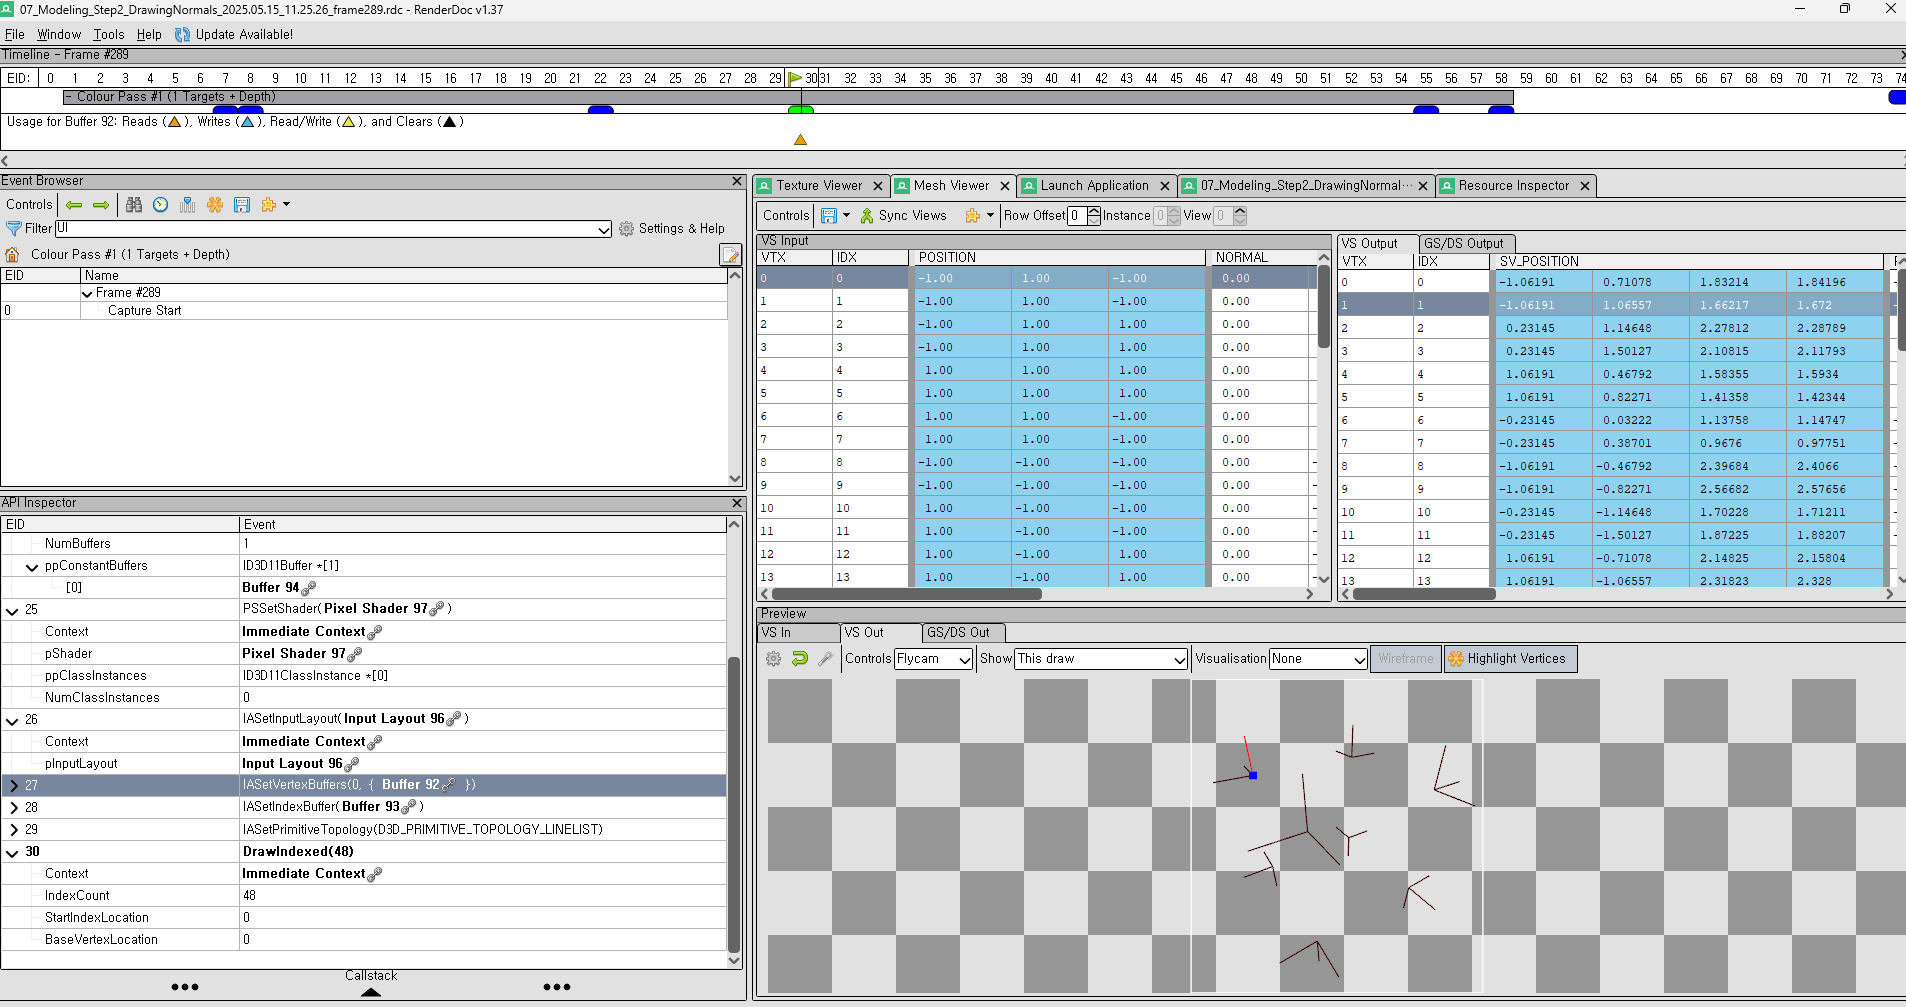 07_Modeling_Step2_DrawingNormals_2025.05.15_11.25.26_frame289.rdc - RenderDoc v1.37
File Window Tools Help Update Available!
Timeline - Frame #289
EID: 0 1 2 3 4 5 6 7 8 9 10 11 12 13 14 15 16 17 18 19 20 21 22 23 24 25 26 27 28 29 30 31 32 33 34 35 36 37 38 39 40 41 42 43 44 45 46 47 48 49 50 51 52 53 54 55 56 57 58 59 60 61 62 63 64 65 66 67 68 69 70 71 72 73 74
- Colour Pass #1 (1 Targets + Depth)
Usage for Buffer 92: Reads ( ), Writes ( ), Read/Write ( ), and Clears ( )
Event Browser
Controls
Filter UI Settings & Help
Colour Pass #1 (1 Targets + Depth)
EID Name
Frame #289
0 Capture Start
API Inspector
EID Event
NumBuffers 1
ppConstantBuffers ID3D11Buffer *[1]
[0] Buffer 94
25 PSSetShader( Pixel Shader 97 )
Context Immediate Context
pShader Pixel Shader 97
ppClassInstances ID3D11ClassInstance *[0]
NumClassInstances 0
26 IASetInputLayout( Input Layout 96 )
Context Immediate Context
pInputLayout Input Layout 96
27 IASetVertexBuffers(0, { Buffer 92 })
28 IASetIndexBuffer( Buffer 93 )
29 IASetPrimitiveTopology(D3D_PRIMITIVE_TOPOLOGY_LINELIST)
30 DrawIndexed(48)
Context Immediate Context
IndexCount 48
StartIndexLocation 0
BaseVertexLocation 0
Callstack
Texture Viewer Mesh Viewer Launch Application 07_Modeling_Step2_DrawingNormal... Resource Inspector
Controls Sync Views Row Offset 0 Instance 0 View 0
VS Input
VTX IDX POSITION NORMAL
0 0 -1.00 1.00 -1.00 0.00
1 1 -1.00 1.00 -1.00 0.00
2 2 -1.00 1.00 1.00 0.00
3 3 -1.00 1.00 1.00 0.00
4 4 1.00 1.00 1.00 0.00
5 5 1.00 1.00 1.00 0.00
6 6 1.00 1.00 -1.00 0.00
7 7 1.00 1.00 -1.00 0.00
8 8 -1.00 -1.00 -1.00 0.00 -
9 9 -1.00 -1.00 -1.00 0.00 -
10 10 1.00 -1.00 -1.00 0.00 -
11 11 1.00 -1.00 -1.00 0.00 -
12 12 1.00 -1.00 1.00 0.00 -
13 13 1.00 -1.00 1.00 0.00 -
VS Output GS/DS Output
VTX IDX SV_POSITION
0 0 -1.06191 0.71078 1.83214 1.84196 -
1 1 -1.06191 1.06557 1.66217 1.672 -
2 2 0.23145 1.14648 2.27812 2.28789
3 3 0.23145 1.50127 2.10815 2.11793
4 4 1.06191 0.46792 1.58355 1.5934
5 5 1.06191 0.82271 1.41358 1.42344
6 6 -0.23145 0.03222 1.13758 1.14747 -
7 7 -0.23145 0.38701 0.9676 0.97751 -
8 8 -1.06191 -0.46792 2.39684 2.4066 -
9 9 -1.06191 -0.82271 2.56682 2.57656 -
10 10 -0.23145 -1.14648 1.70228 1.71211 -
11 11 -0.23145 -1.50127 1.87225 1.88207 -
12 12 1.06191 -0.71078 2.14825 2.15804
13 13 1.06191 -1.06557 2.31823 2.328
Preview
VS In VS Out GS/DS Out
Controls Flycam Show This draw Visualisation None Wireframe Highlight Vertices